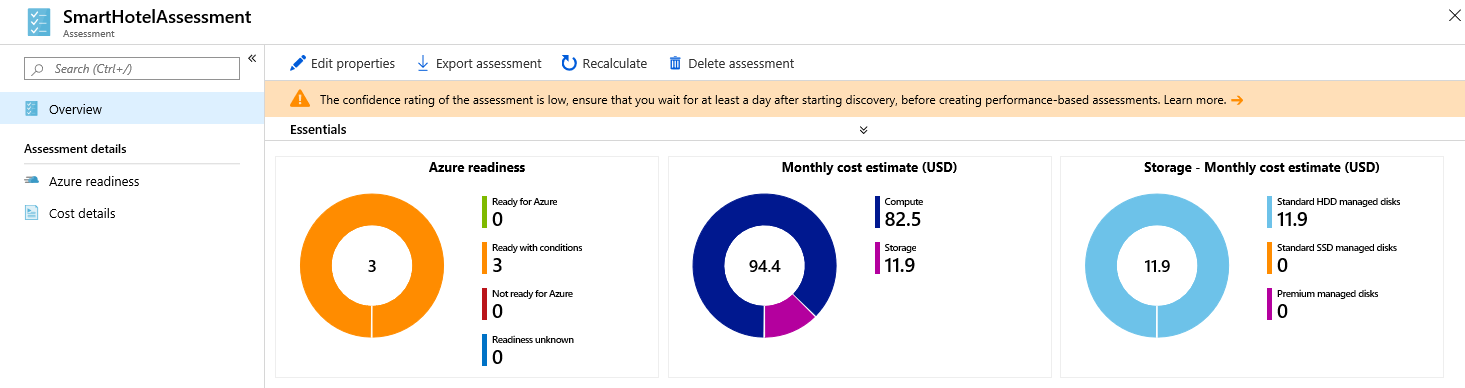 SmartHotelAssessment
Assessment
Search (Ctrl+/)
«
Overview
Assessment details
Azure readiness
Cost details
Edit properties
Export assessment
Recalculate
Delete assessment
The confidence rating of the assessment is low, ensure that you wait for at least a day after starting discovery, before creating performance-based assessments. Learn more. →
Essentials
Azure readiness
3
Ready for Azure
0
Ready with conditions
3
Not ready for Azure
0
Readiness unknown
0
Monthly cost estimate (USD)
94.4
Compute
82.5
Storage
11.9
Storage - Monthly cost estimate (USD)
11.9
Standard HDD managed disks
11.9
Standard SSD managed disks
0
Premium managed disks
0